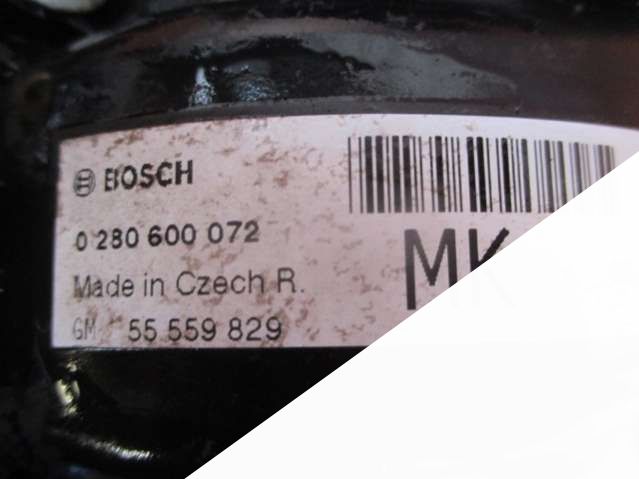 BOSCH
0 280 600 072
MK
Made in Czech R.
GM 55 559 829